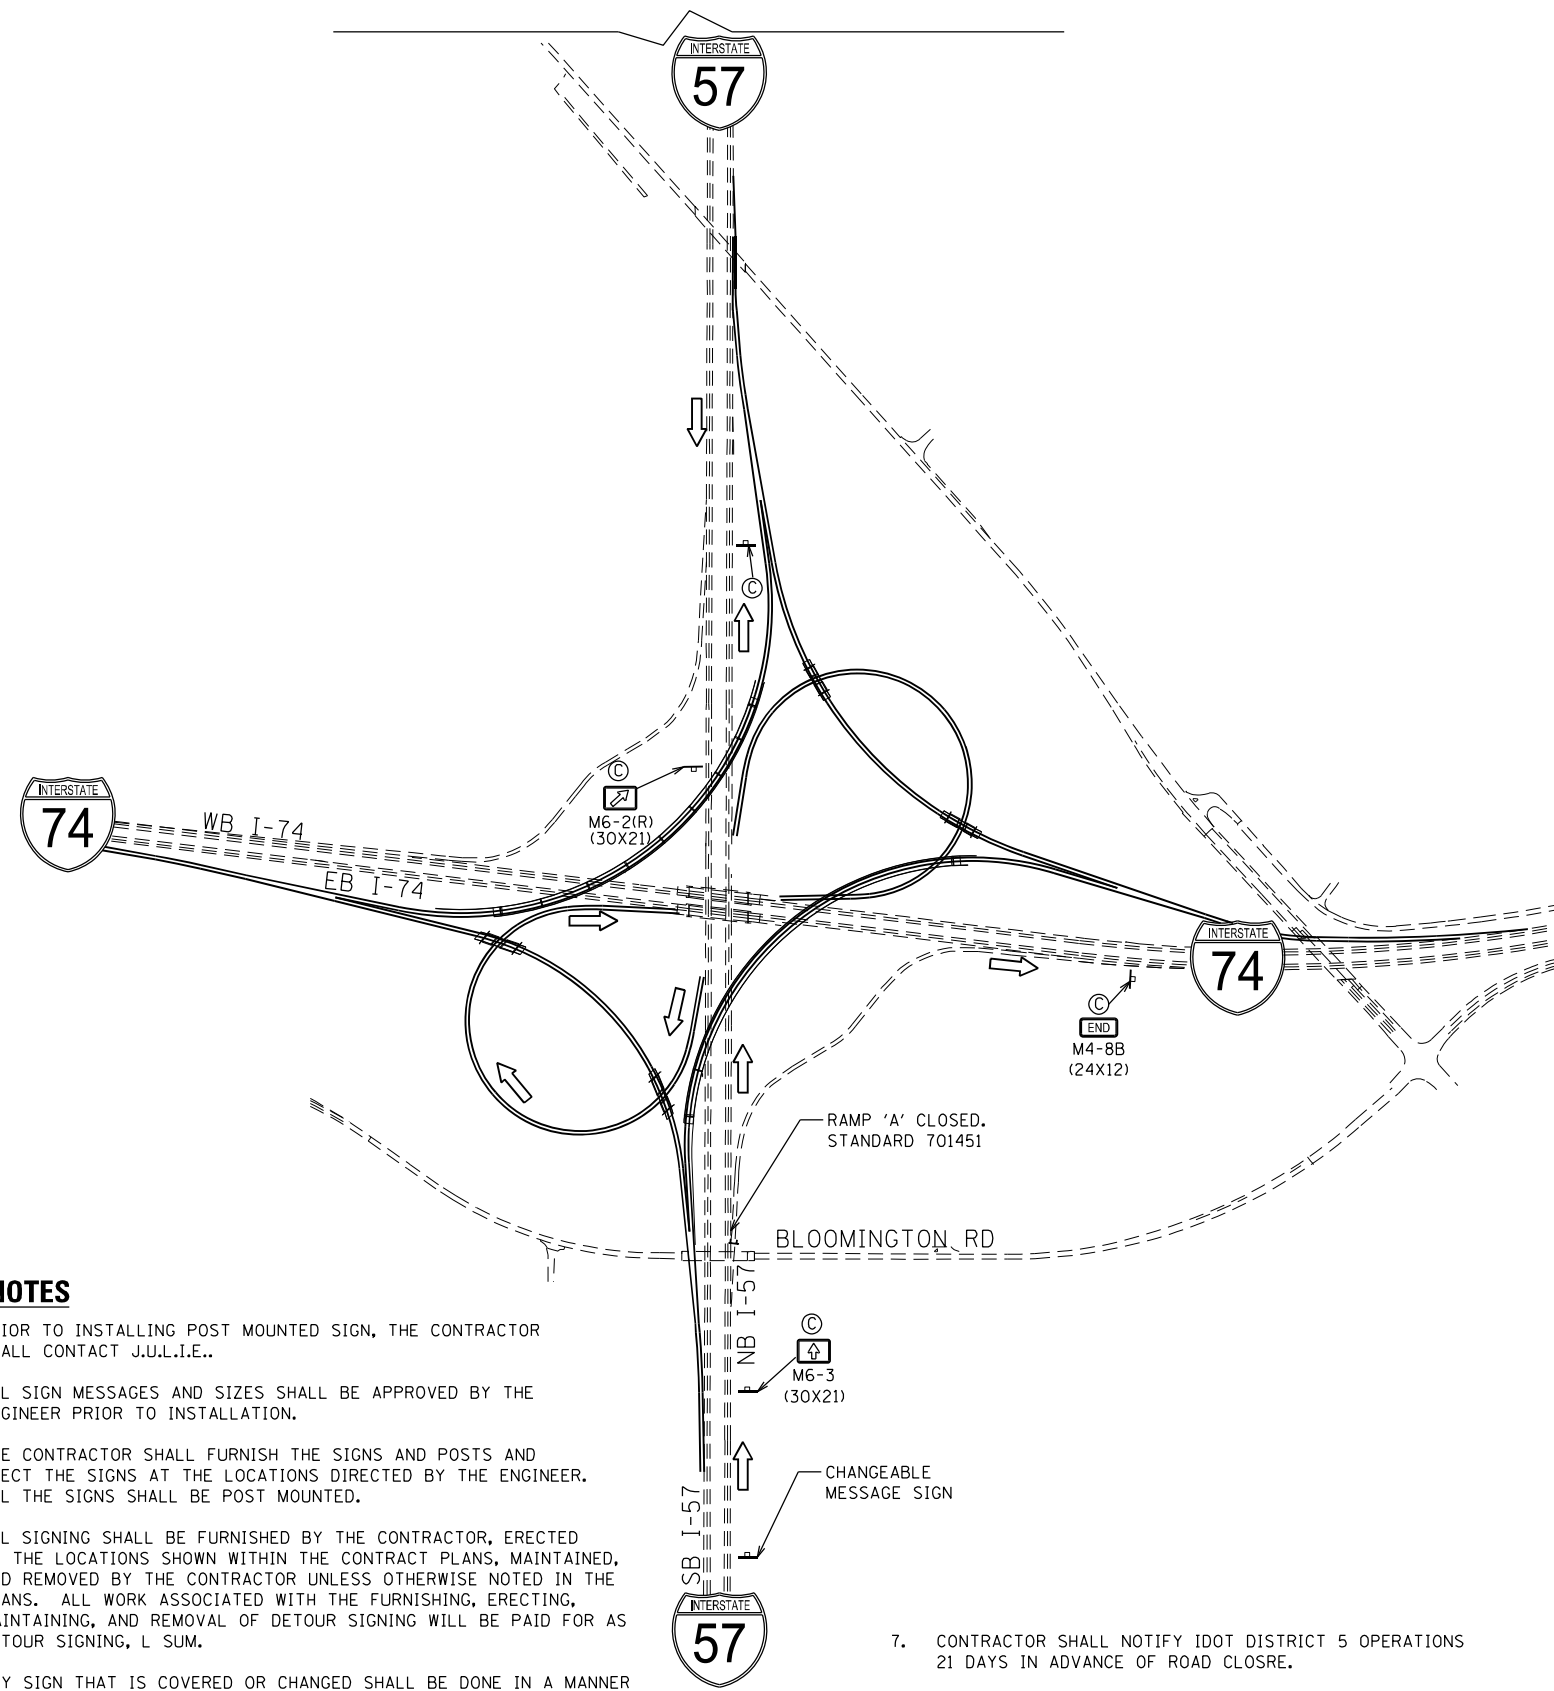 INTERSTATE
57
C
C
M6-2(R)
(30X21)
INTERSTATE
74
WB I-74
EB I-74
INTERSTATE
74
C
END
M4-8B
(24X12)
RAMP 'A' CLOSED.
STANDARD 701451
BLOOMINGTON RD
NB I-57
C
M6-3
(30X21)
CHANGEABLE
MESSAGE SIGN
SB I-57
INTERSTATE
57
NOTES
IOR TO INSTALLING POST MOUNTED SIGN, THE CONTRACTOR
ALL CONTACT J.U.L.I.E..
L SIGN MESSAGES AND SIZES SHALL BE APPROVED BY THE
GINEER PRIOR TO INSTALLATION.
E CONTRACTOR SHALL FURNISH THE SIGNS AND POSTS AND
ECT THE SIGNS AT THE LOCATIONS DIRECTED BY THE ENGINEER.
L THE SIGNS SHALL BE POST MOUNTED.
L SIGNING SHALL BE FURNISHED BY THE CONTRACTOR, ERECTED
THE LOCATIONS SHOWN WITHIN THE CONTRACT PLANS, MAINTAINED,
D REMOVED BY THE CONTRACTOR UNLESS OTHERWISE NOTED IN THE
ANS. ALL WORK ASSOCIATED WITH THE FURNISHING, ERECTING,
AINTAINING, AND REMOVAL OF DETOUR SIGNING WILL BE PAID FOR AS
TOUR SIGNING, L SUM.
Y SIGN THAT IS COVERED OR CHANGED SHALL BE DONE IN A MANNER
7. CONTRACTOR SHALL NOTIFY IDOT DISTRICT 5 OPERATIONS
21 DAYS IN ADVANCE OF ROAD CLOSRE.